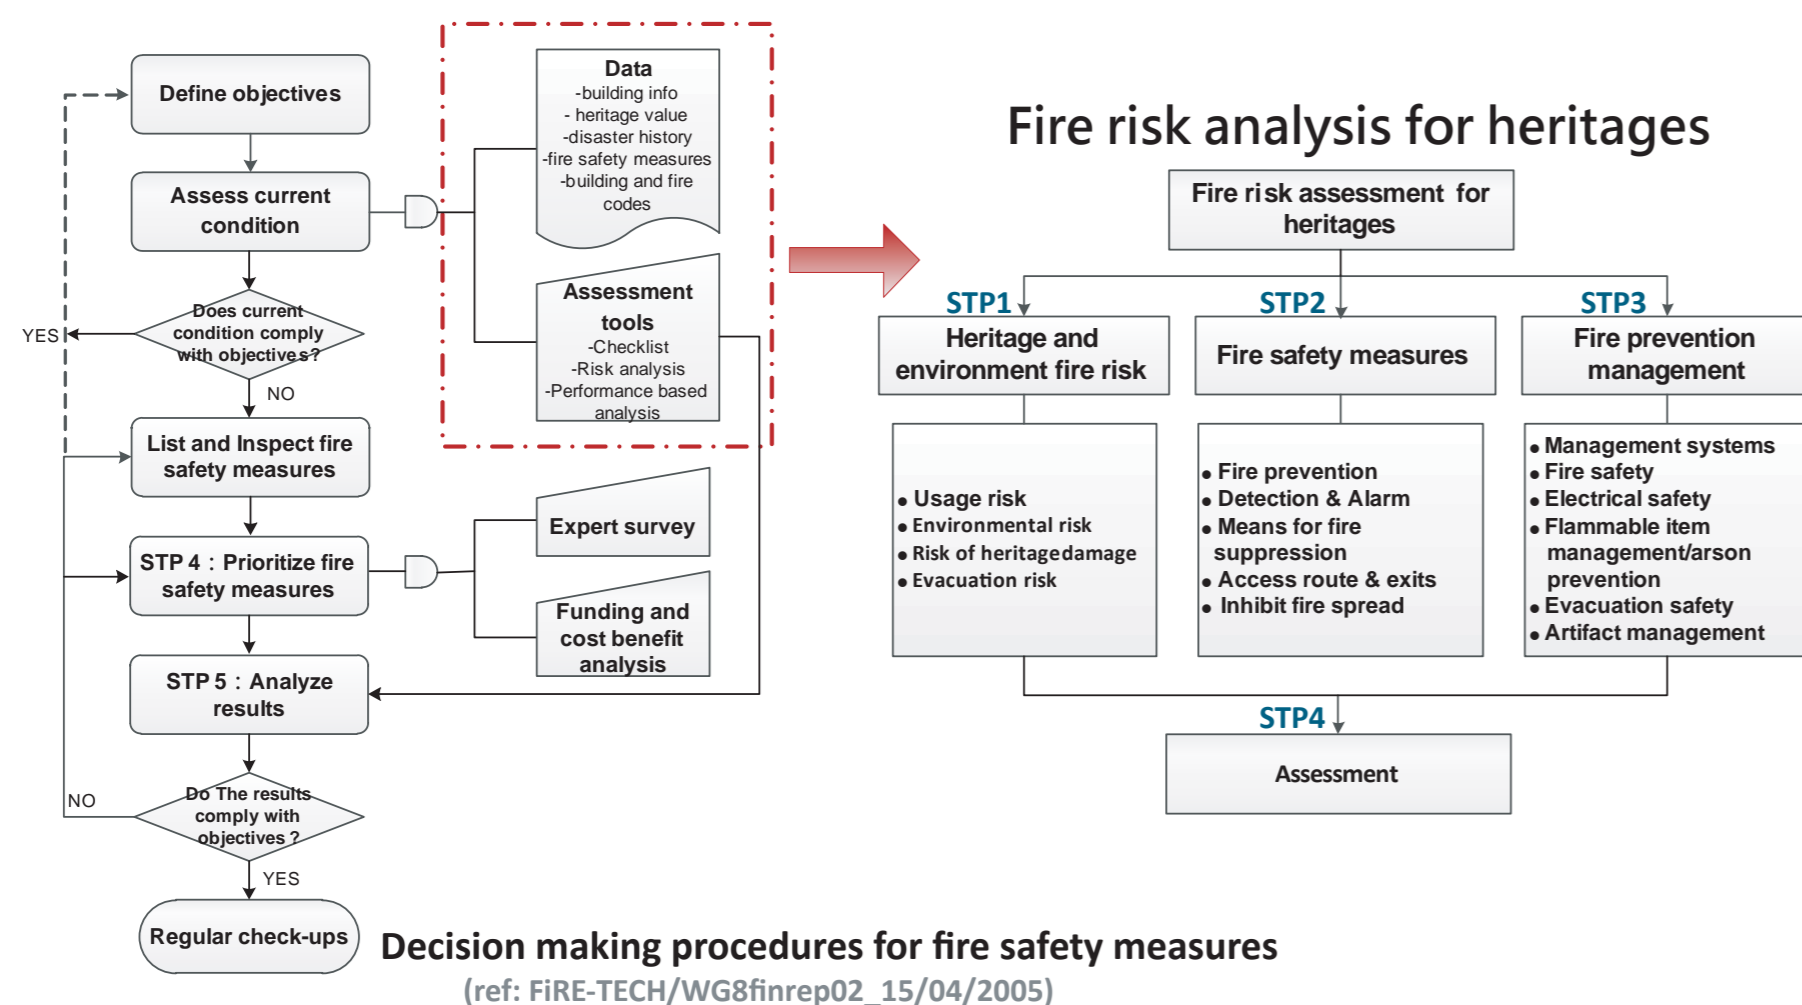 Define objectives
Assess current
condition
Does current
condition comply
with objectives?
YES
NO
List and Inspect fire
safety measures
STP 4 : Prioritize fire
safety measures
STP 5 : Analyze
results
NO
Do The results
comply with
objectives ?
YES
Regular check-ups
Data
-building info
- heritage value
-disaster history
-fire safety measures
-building and fire
codes
Assessment
tools
-Checklist
-Risk analysis
-Performance based
analysis
Expert survey
Funding and
cost benefit
analysis
Fire risk analysis for heritages
Fire risk assessment for
heritages
STP1
Heritage and
environment fire risk
● Usage risk
● Environmental risk
● Risk of heritage damage
● Evacuation risk
STP2
Fire safety measures
● Fire prevention
● Detection & Alarm
● Means for fire
suppression
● Access route & exits
● Inhibit fire spread
STP3
Fire prevention
management
● Management systems
● Fire safety
● Electrical safety
● Flammable item
management/arson
prevention
● Evacuation safety
● Artifact management
STP4
Assessment
Decision making procedures for fire safety measures
(ref: FiRE-TECH/WG8finrep02_15/04/2005)